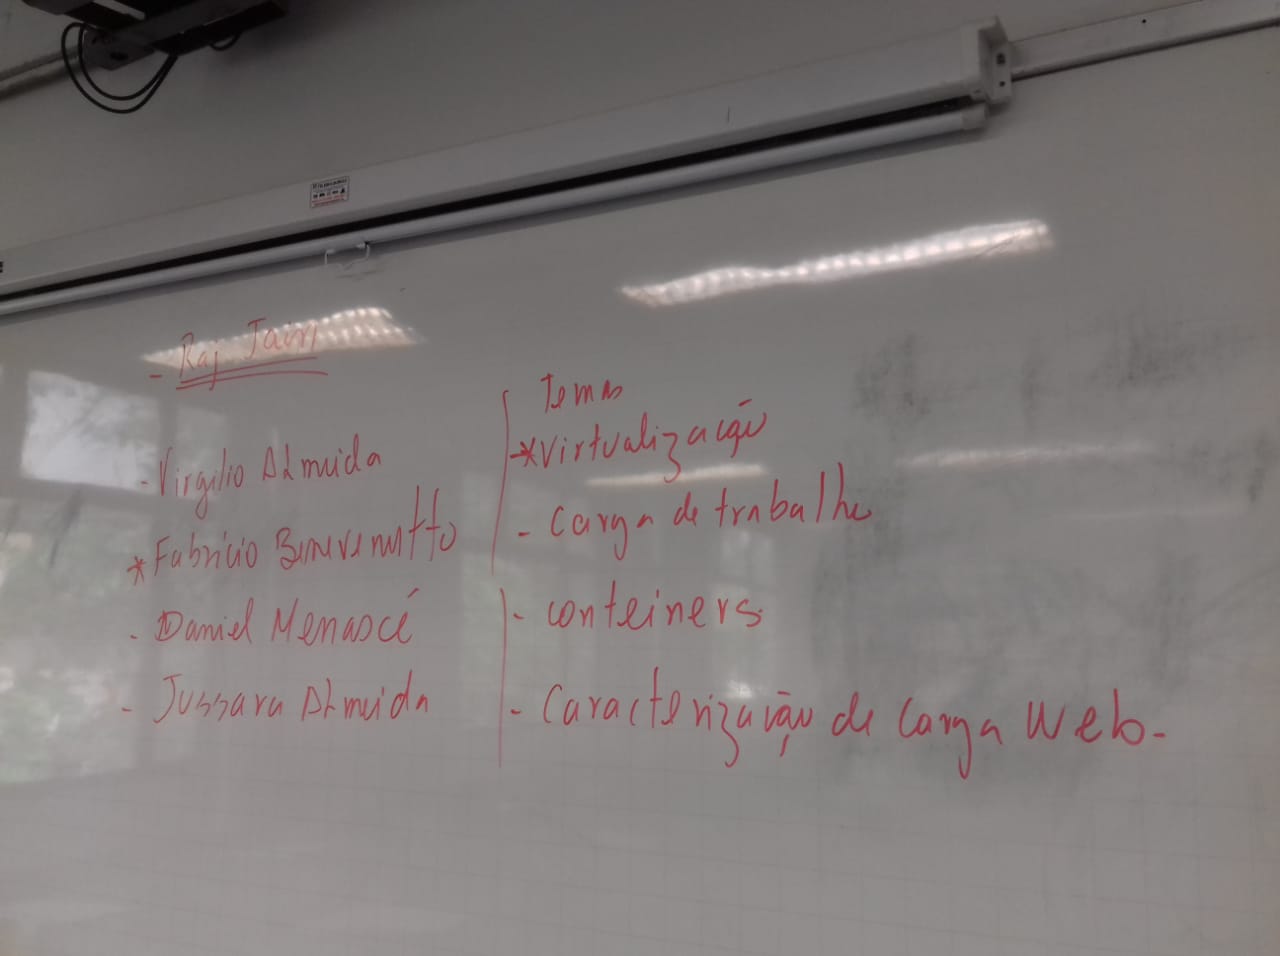 - Raj Jain
- Virgilio Almeida
* Fabricio Benevenutto
- Daniel Menascé
- Jussara Almeida
Temas
* Virtualização
- Carga de trabalho
- conteiners
- Caracterização de carga Web.